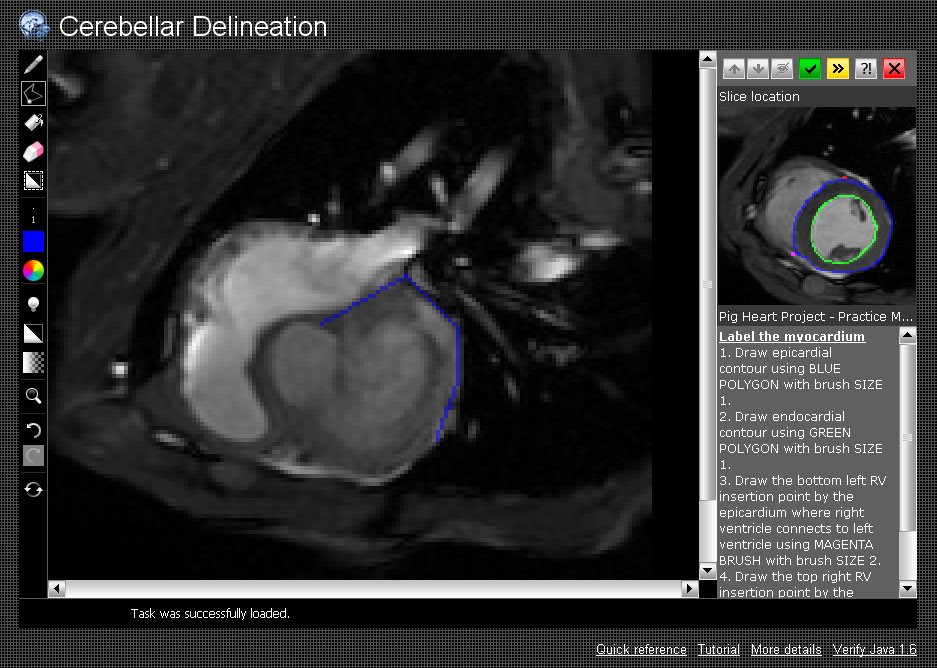 Cerebellar Delineation
?!
Slice location
1
Pig Heart Project - Practice M...
Label the myocardium
1. Draw epicardial
contour using BLUE
POLYGON with brush SIZE
1.
2. Draw endocardial
contour using GREEN
POLYGON with brush SIZE
1.
3. Draw the bottom left RV
insertion point by the
epicardium where right
ventricle connects to left
ventricle using MAGENTA
BRUSH with brush SIZE 2.
4. Draw the top right RV
insertion point by the
Task was successfully loaded.
Quick reference Tutorial More details Verify Java 1.6